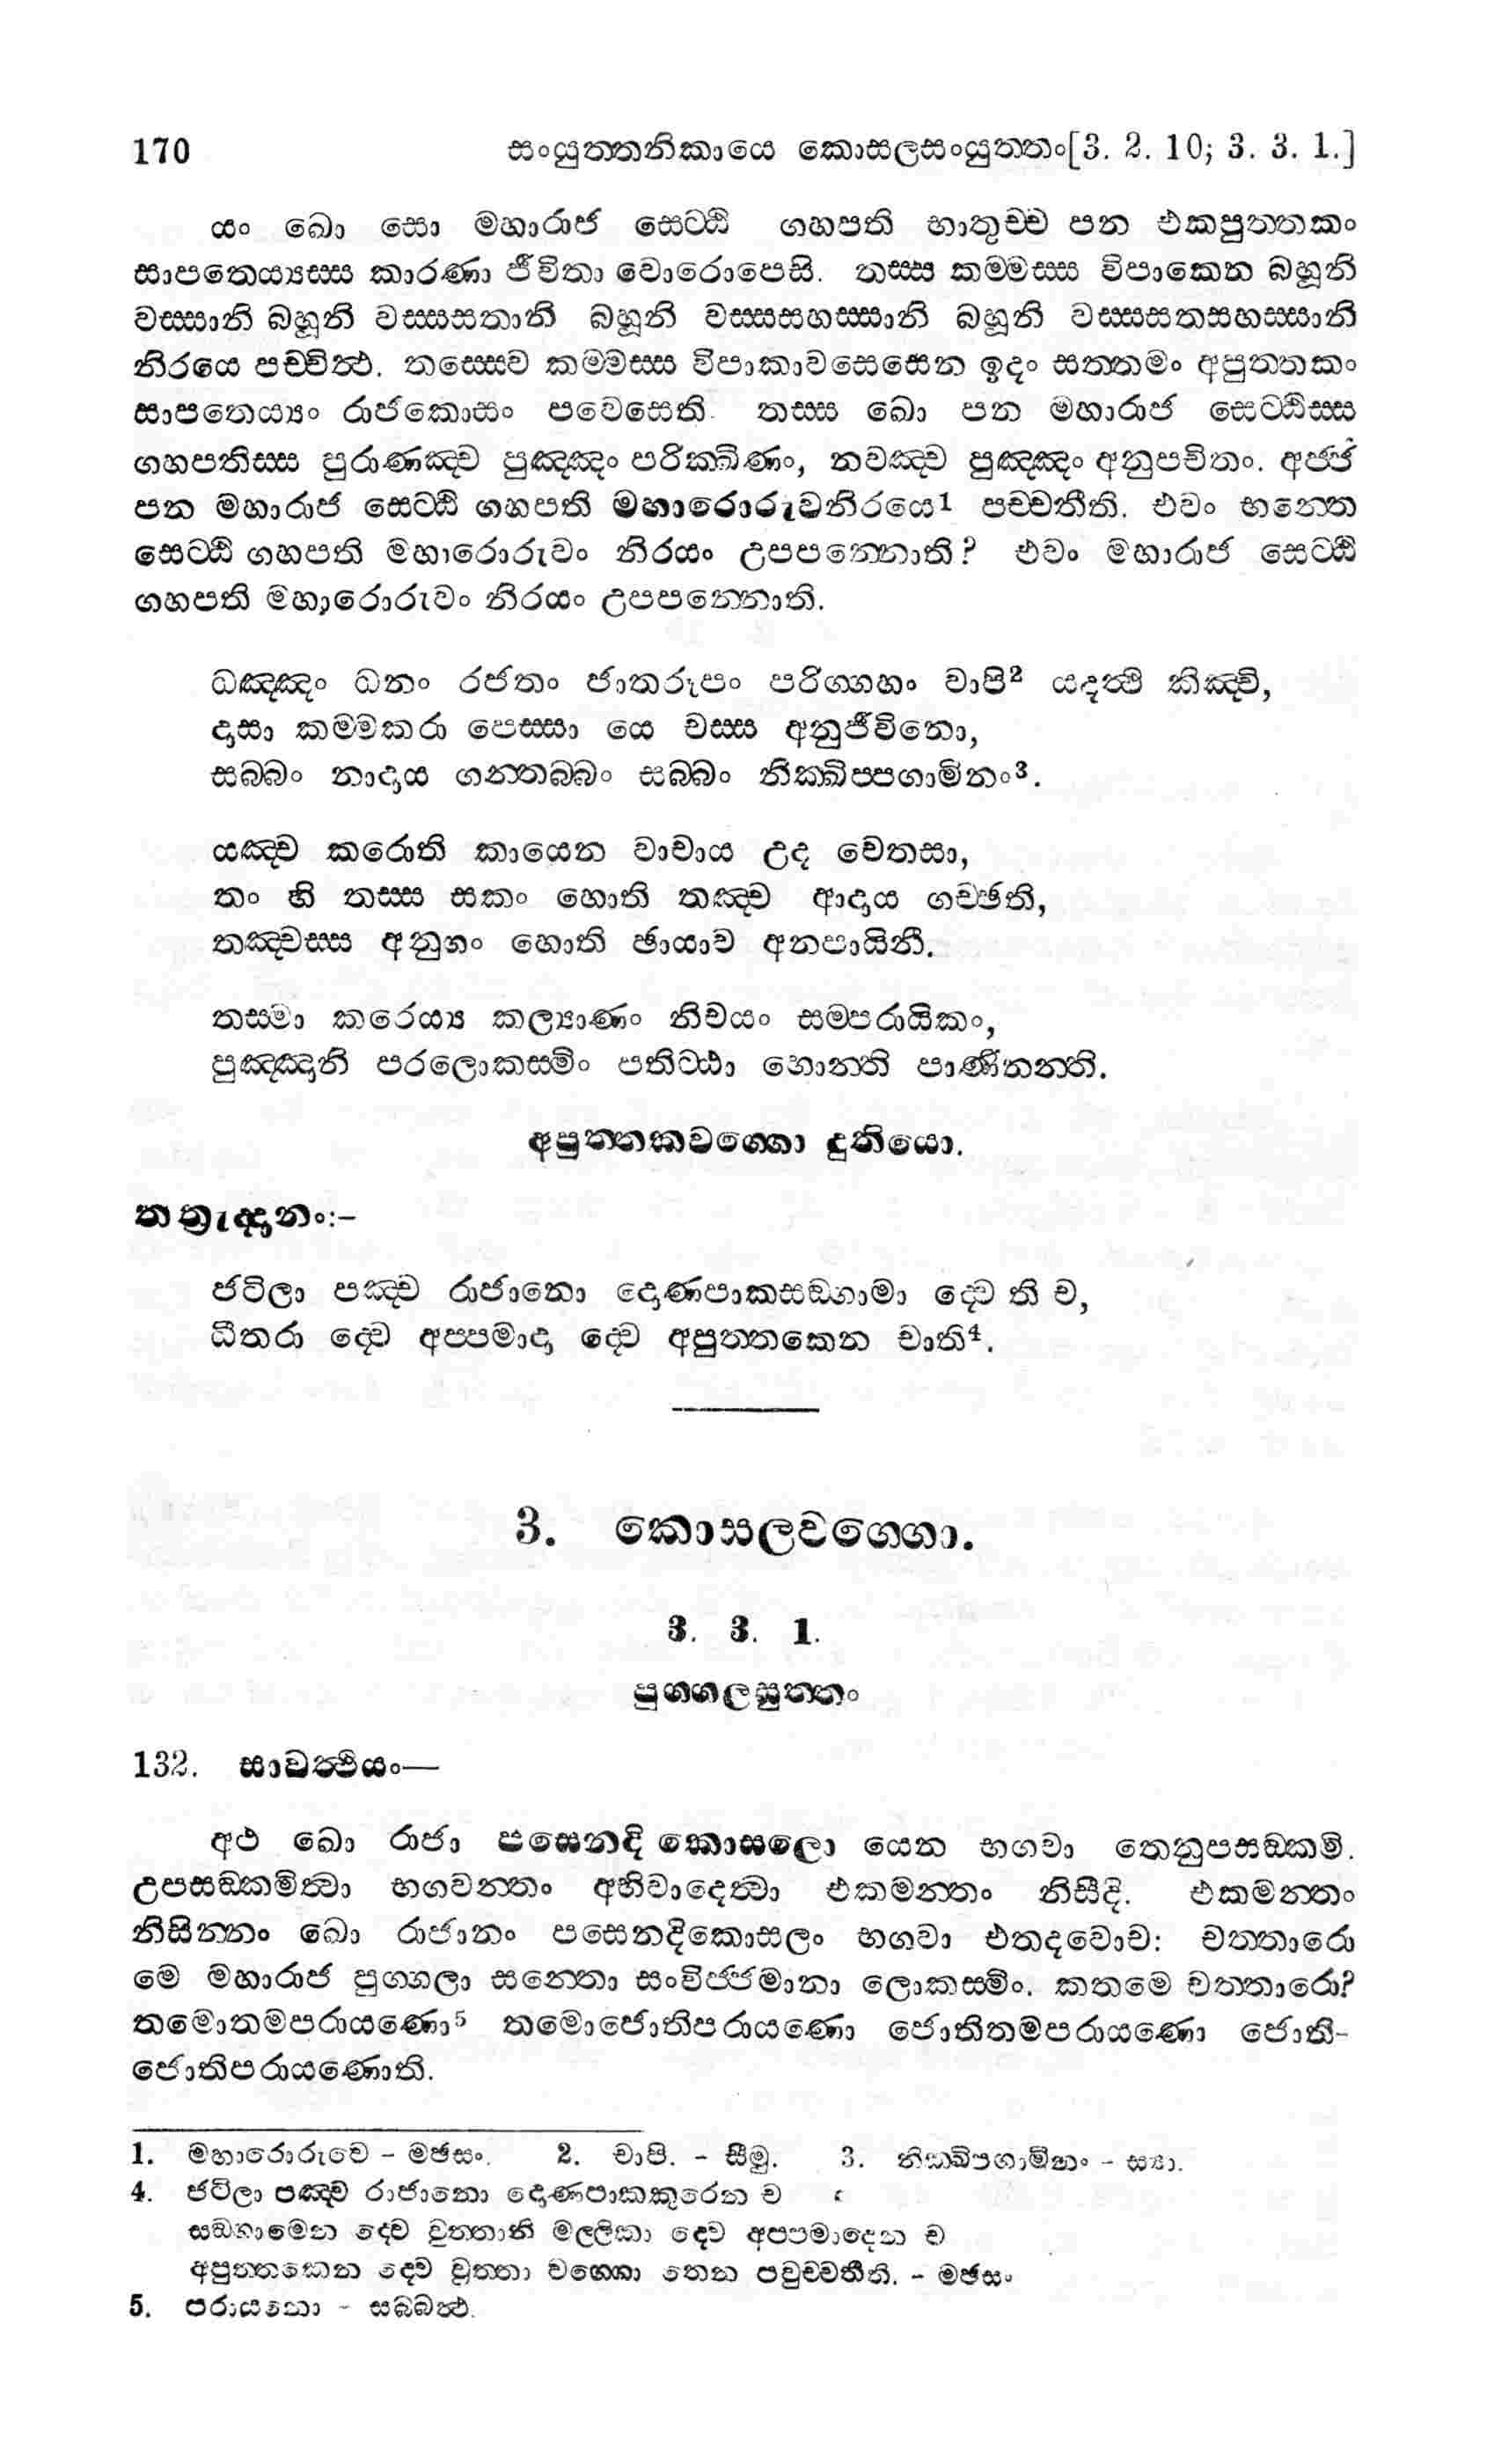 170 සංයුත්තනිකායෙ කොසලසංයුත්තං[3. 2. 10; 3. 3. 1.]
යං ඛො සො මහාරාජ සෙට්ඨි ගහපති භාතුච්ච පන එකපුත්තකං
සාපතෙය්‍යස්ස කාරණා ජීවිතා වොරොපෙසි. තස්ස කම්මස්ස විපාකෙන බහූනි
වස්සානි බහූනි වස්සසතානි බහූනි වස්සසහස්සානි බහූනි වස්සසතසහස්සානි
නිරයෙ පච්චිත්ථ. තස්සෙව කම්මස්ස විපාකාවසෙසෙන ඉදං සත්තමං අපුත්තකං
සාපතෙය්‍යං රාජකොසං පවෙසෙති. තස්ස ඛො පන මහාරාජ සෙට්ඨිස්ස
ගහපතිස්ස පුරාණඤ්ච පුඤ්ඤං පරික්ඛිණං, නවඤ්ච පුඤ්ඤං අනුපචිතං. අජ්ජ
පන මහාරාජ සෙට්ඨි ගහපති මහාරොරුවනිරයෙ1 පච්චතීති. එවං භන්තෙ
සෙට්ඨි ගහපති මහාරොරුවං නිරයං උපපන්නොති? එවං මහාරාජ සෙට්ඨි
ගහපති මහාරොරුවං නිරයං උපපන්නොති.
ධඤ්ඤං ධනං රජතං ජාතරූපං පරිග්ගහං වාපි2 යදත්ථි කිඤ්චි,
දාසා කම්මකරා පෙස්සා යෙ චස්ස අනුජීවිනො,
සබ්බං නාදාය ගන්තබ්බං සබ්බං නික්ඛිප්පගාමිනං3.
යඤ්ච කරොති කායෙන වාචාය උද චෙතසා,
තං හි තස්ස සකං හොති තඤ්ච ආදාය ගච්ඡති,
තඤ්චස්ස අනුගං හොති ඡායාව අනපායිනී.
තස්මා කරෙය්‍ය කල්‍යාණං නිචයං සම්පරායිකං,
පුඤ්ඤානි පරලොකස්මිං පතිට්ඨා හොන්ති පාණිනන්ති.
අපුත්තකවග්ගො දුතියො.
තත්‍රැද්දානං:–
ජටිලා පඤ්ච රාජානො දොණපාකසඞ්ගාමා ද්වෙ ති ච,
ධීතරා ද්වෙ අප්පමාදා ද්වෙ අපුත්තකෙන චාති4.
3. කොසලවග්ගො.
3. 3. 1.
පුග්ගලසුත්තං
132. සාවත්ථියං—
අථ ඛො රාජා පසෙනදි කොසලො යෙන භගවා තෙනුපසඞ්කමි.
උපසඞ්කමිත්වා භගවන්තං අභිවාදෙත්වා එකමන්තං නිසීදි. එකමන්තං
නිසින්නං ඛො රාජානං පසෙනදිකොසලං භගවා එතදවොච: චත්තාරො
මෙ මහාරාජ පුග්ගලා සන්තො සංවිජ්ජමානා ලොකස්මිං. කතමෙ චත්තාරො?
තමොතමපරායණො5 තමොජොතිපරායණො ජොතිතමපරායණො ජොති-
ජොතිපරායණොති.
1. මහාරොරුවෙ - මඡසං. 2. චාපි. - සීමු. 3. නික්ඛිපගාමිනං - ස්‍යා.
4. ජටිලා පඤ්ච රාජානො දොණපාකකුරෙන ච
සඞ්ගාමෙන ද්වෙ වුත්තානි මල්ලිකා ද්වෙ අප්පමාදෙන ච
අපුත්තකෙන ද්වෙ වුත්තා වග්ගො තෙන පවුච්චතීති. - මඡසං
5. පරායනො - සබ්බත්ථ.